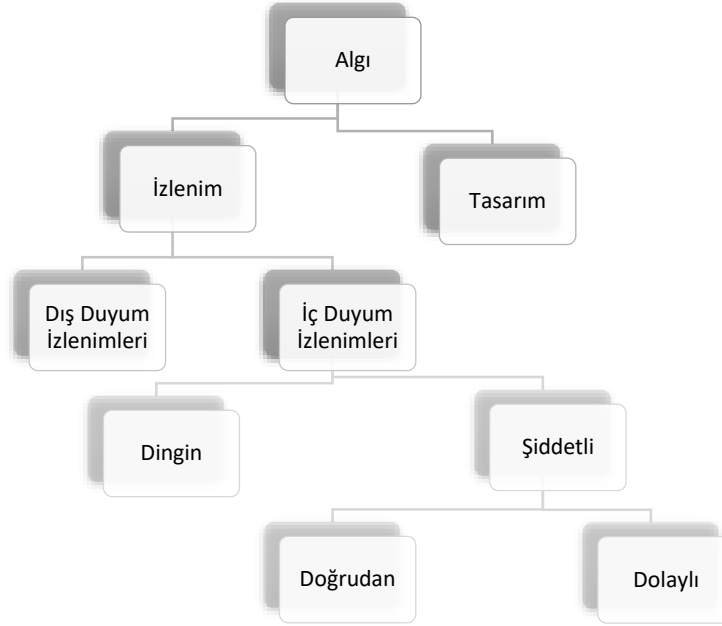 Algı
İzlenim
Tasarım
Dış Duyum
İzlenimleri
İç Duyum
İzlenimleri
Dingin
Şiddetli
Doğrudan
Dolaylı